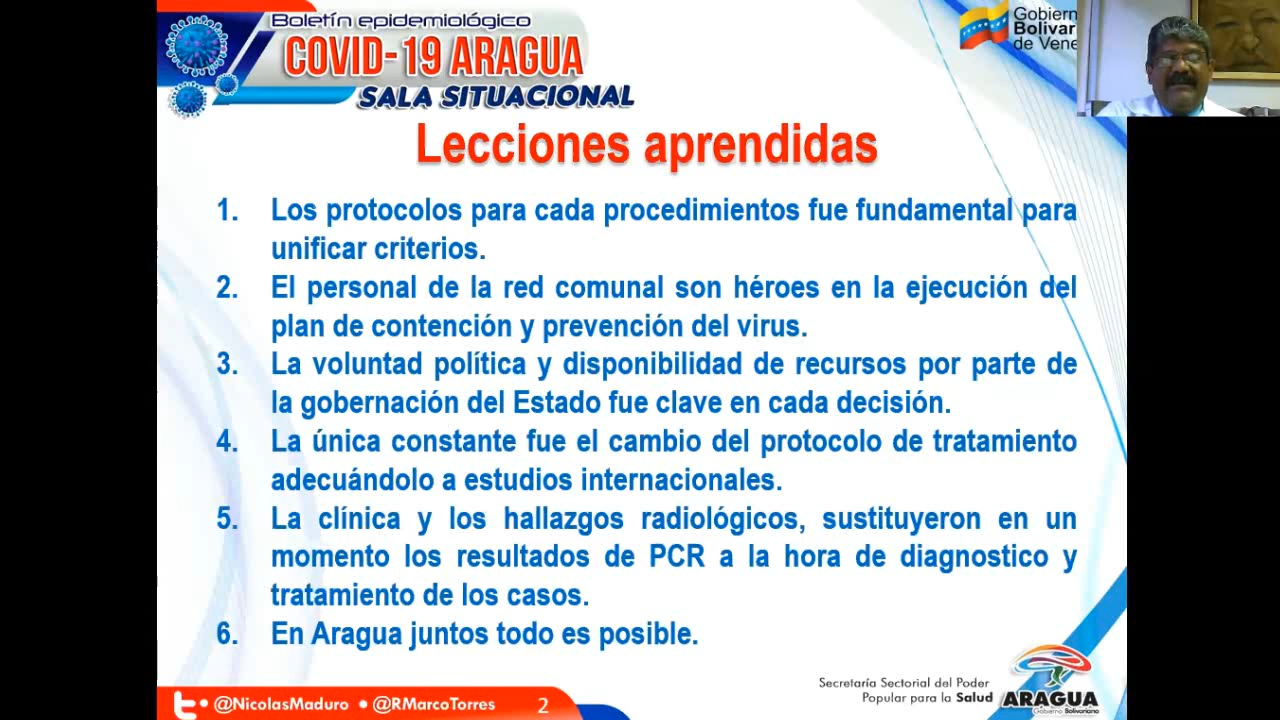 Boletín epidemiológico
COVID-19 ARAGUA
SALA SITUACIONAL
Gobiern
Bolivar
de Vene
Lecciones aprendidas
1. Los protocolos para cada procedimientos fue fundamental para
unificar criterios.
2. El personal de la red comunal son héroes en la ejecución del
plan de contención y prevención del virus.
3. La voluntad política y disponibilidad de recursos por parte de
la gobernación del Estado fue clave en cada decisión.
4. La única constante fue el cambio del protocolo de tratamiento
adecuándolo a estudios internacionales.
5. La clínica y los hallazgos radiológicos, sustituyeron en un
momento los resultados de PCR a la hora de diagnostico y
tratamiento de los casos.
6. En Aragua juntos todo es posible.
Secretaría Sectorial del Poder
Popular para la Salud
ARAGUA
Gobierno Bolivariano
• @NicolasMaduro • @RMarcoTorres 2